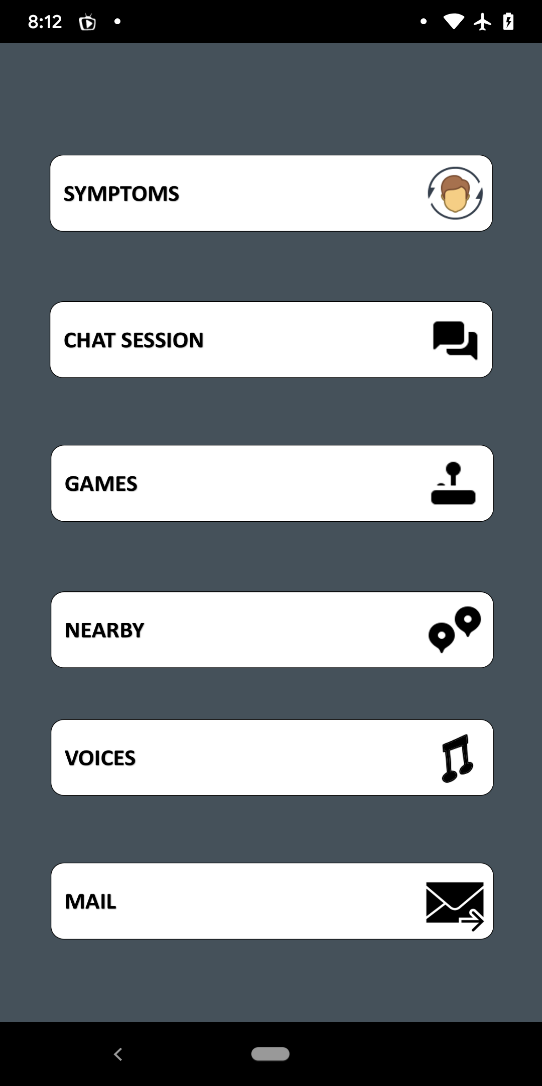 8:12
SYMPTOMS
CHAT SESSION
GAMES
NEARBY
VOICES
MAIL